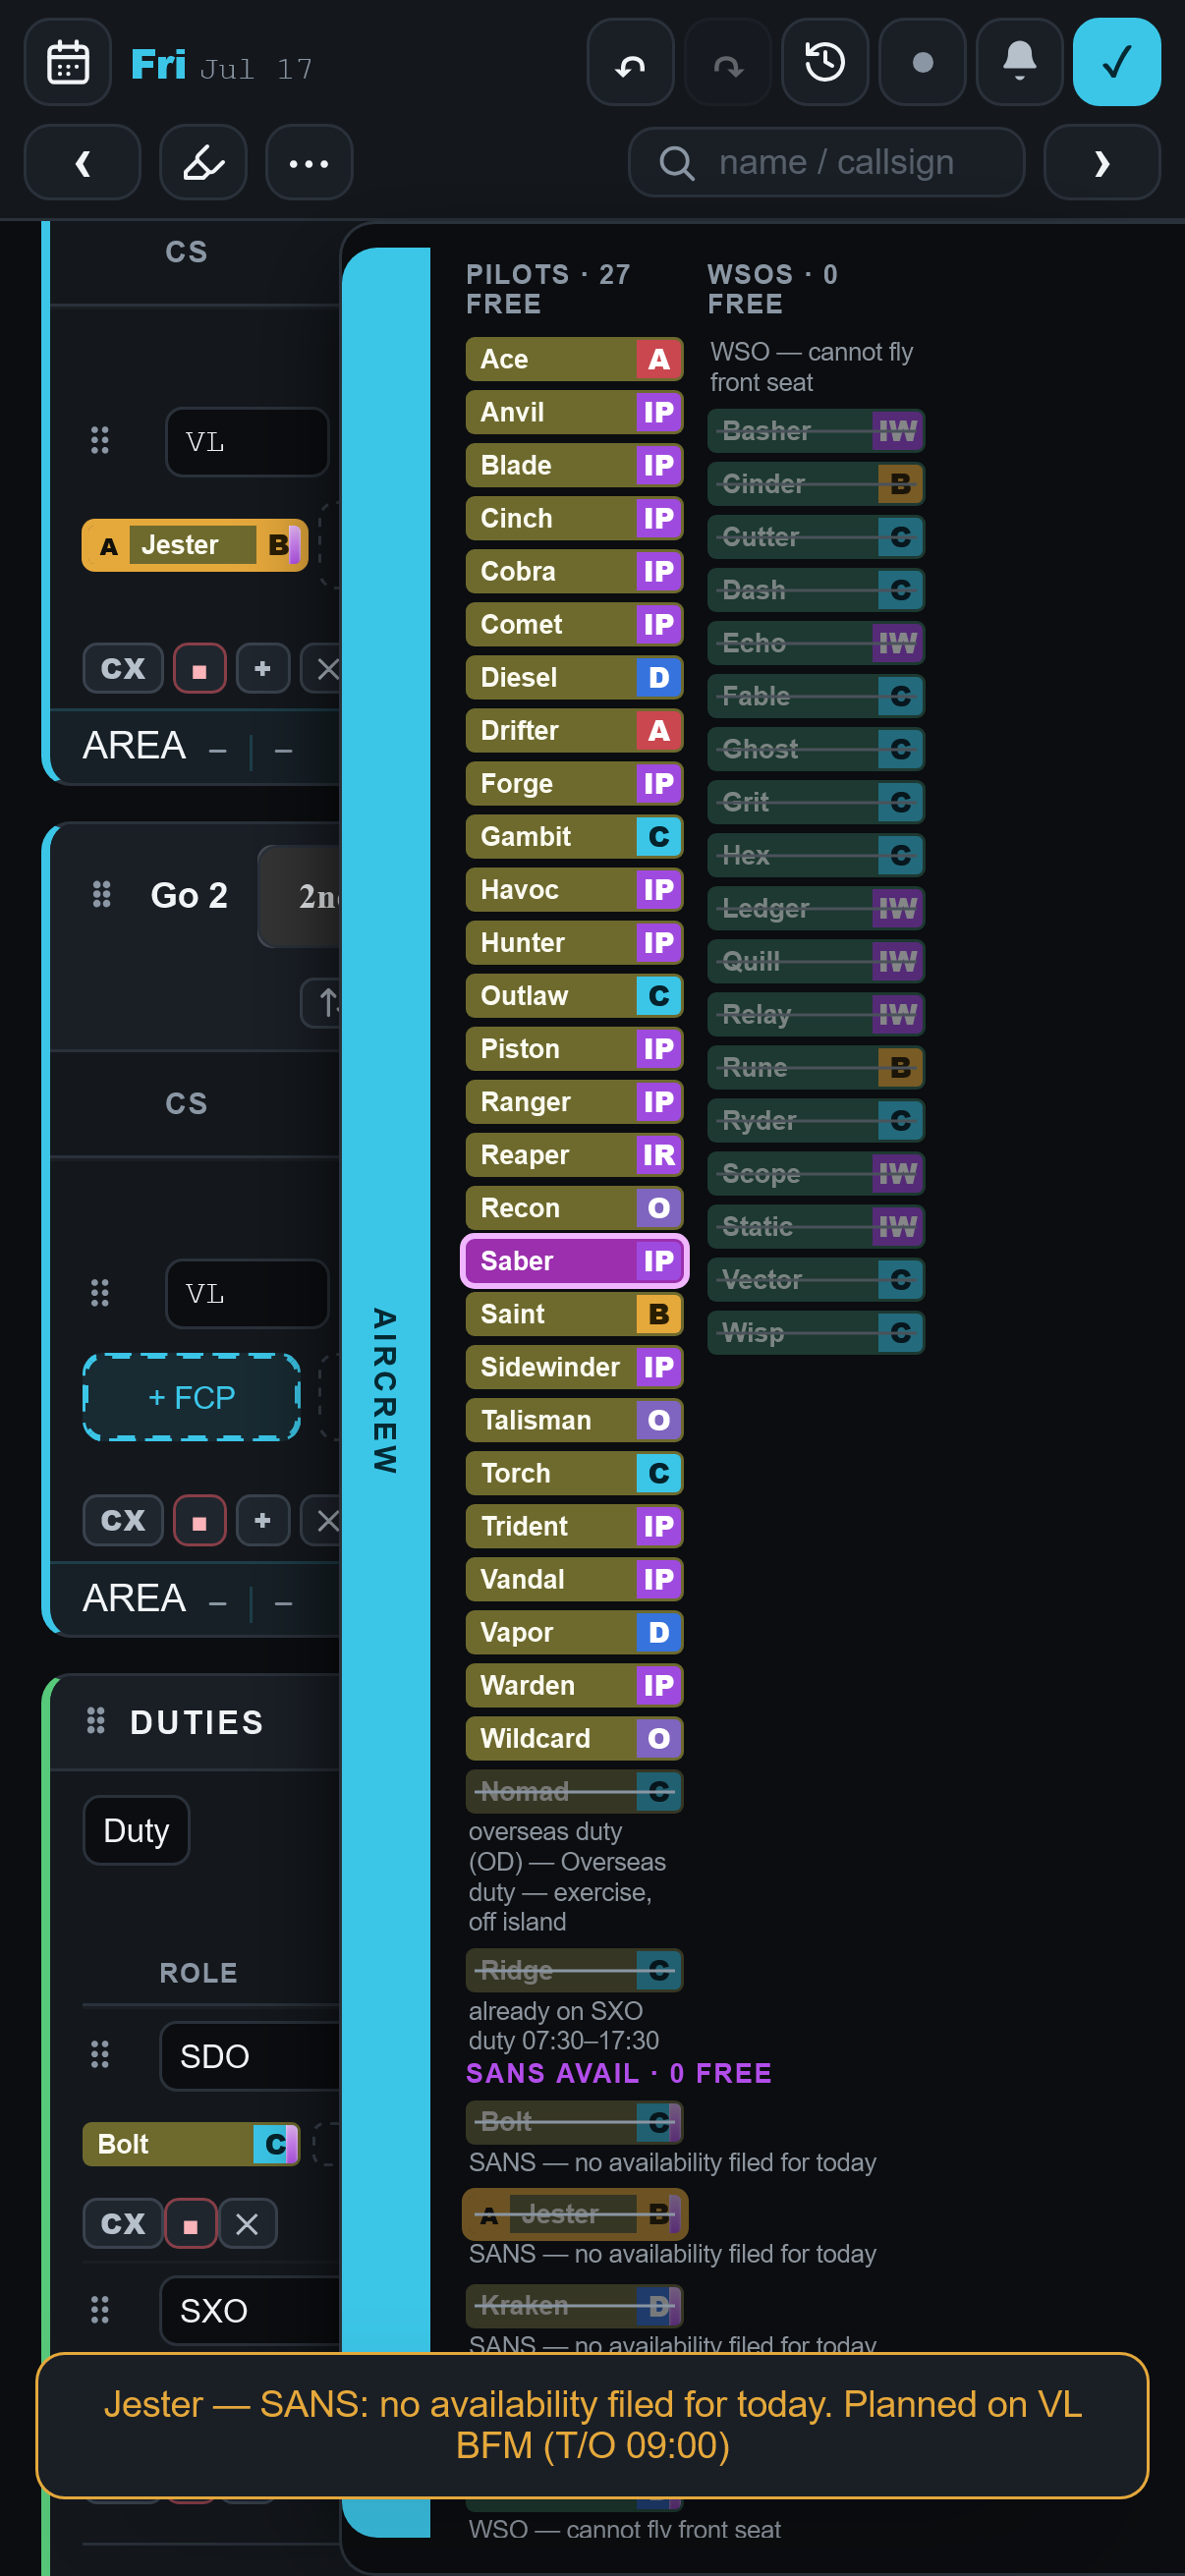 Fri Jul 17
name / callsign
CS
VL
A Jester B
CX + ×
AREA – | –
Go 2
CS
VL
+ FCP
CX + ×
AREA – | –
DUTIES
Duty
ROLE
SDO
Bolt C
CX ×
SXO
AIRCREW
PILOTS · 27
FREE
Ace A
Anvil IP
Blade IP
Cinch IP
Cobra IP
Comet IP
Diesel D
Drifter A
Forge IP
Gambit C
Havoc IP
Hunter IP
Outlaw C
Piston IP
Ranger IP
Reaper IR
Recon O
Saber IP
Saint B
Sidewinder IP
Talisman O
Torch C
Trident IP
Vandal IP
Vapor D
Warden IP
Wildcard O
Nomad C
overseas duty
(OD) — Overseas
duty — exercise,
off island
Ridge C
already on SXO
duty 07:30–17:30
WSOS · 0
FREE
WSO — cannot fly
front seat
Basher IW
Cinder B
Cutter C
Dash C
Echo IW
Fable C
Ghost C
Grit C
Hex C
Ledger IW
Quill IW
Relay IW
Rune B
Ryder C
Scope IW
Static IW
Vector C
Wisp C
SANS AVAIL · 0 FREE
Bolt C
SANS — no availability filed for today
A Jester B
SANS — no availability filed for today
Kraken D
SANS — no availability filed for today
Jester — SANS: no availability filed for today. Planned on VL
BFM (T/O 09:00)
WSO — cannot fly front seat